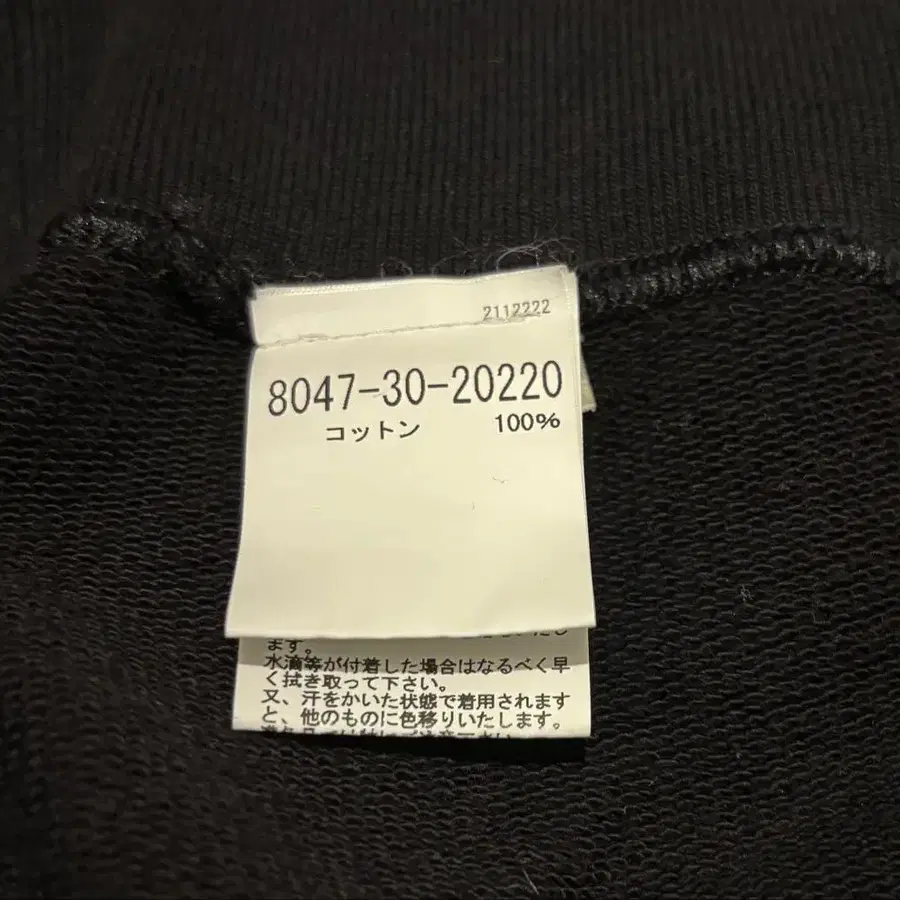 2112222
8047-30-20220
コットン 100%
ます。
水滴等が付着した場合はなるべく早
く拭き取って下さい。
又、汗をかいた状態で着用されます
と、他のものに色移りいたします。